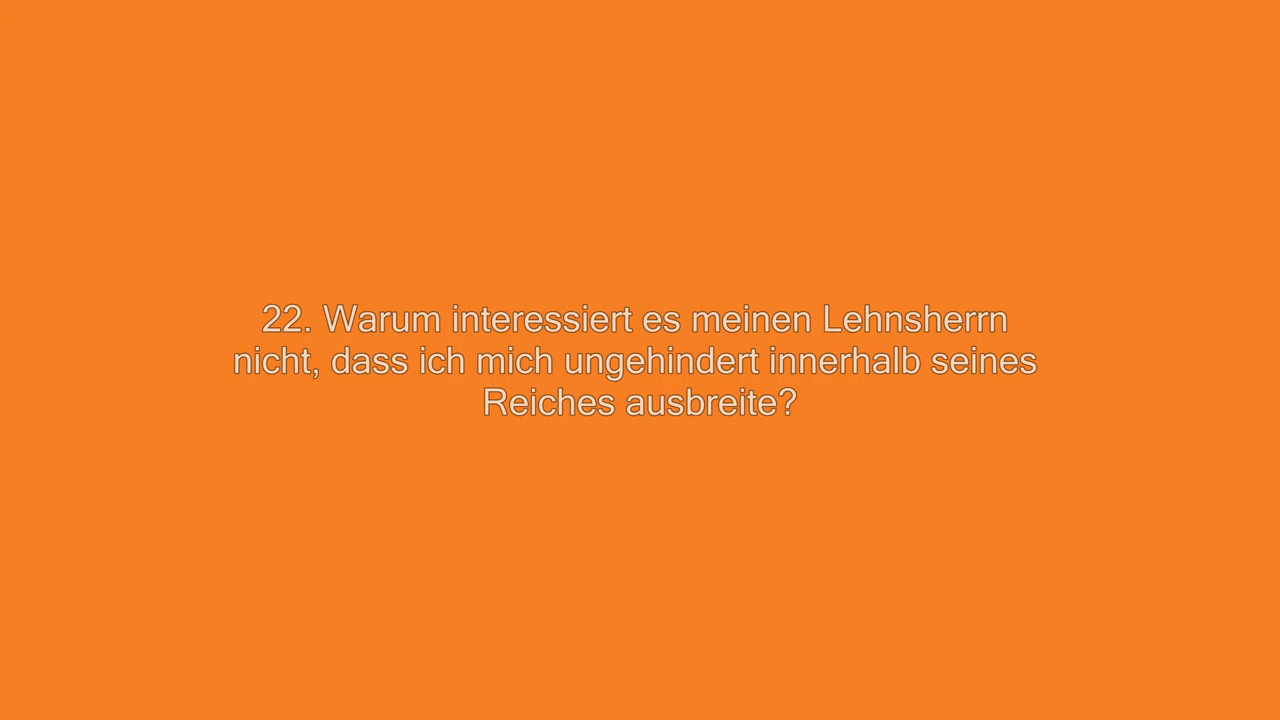 22. Warum interessiert es meinen Lehnsherrn
nicht, dass ich mich ungehindert innerhalb seines
Reiches ausbreite?